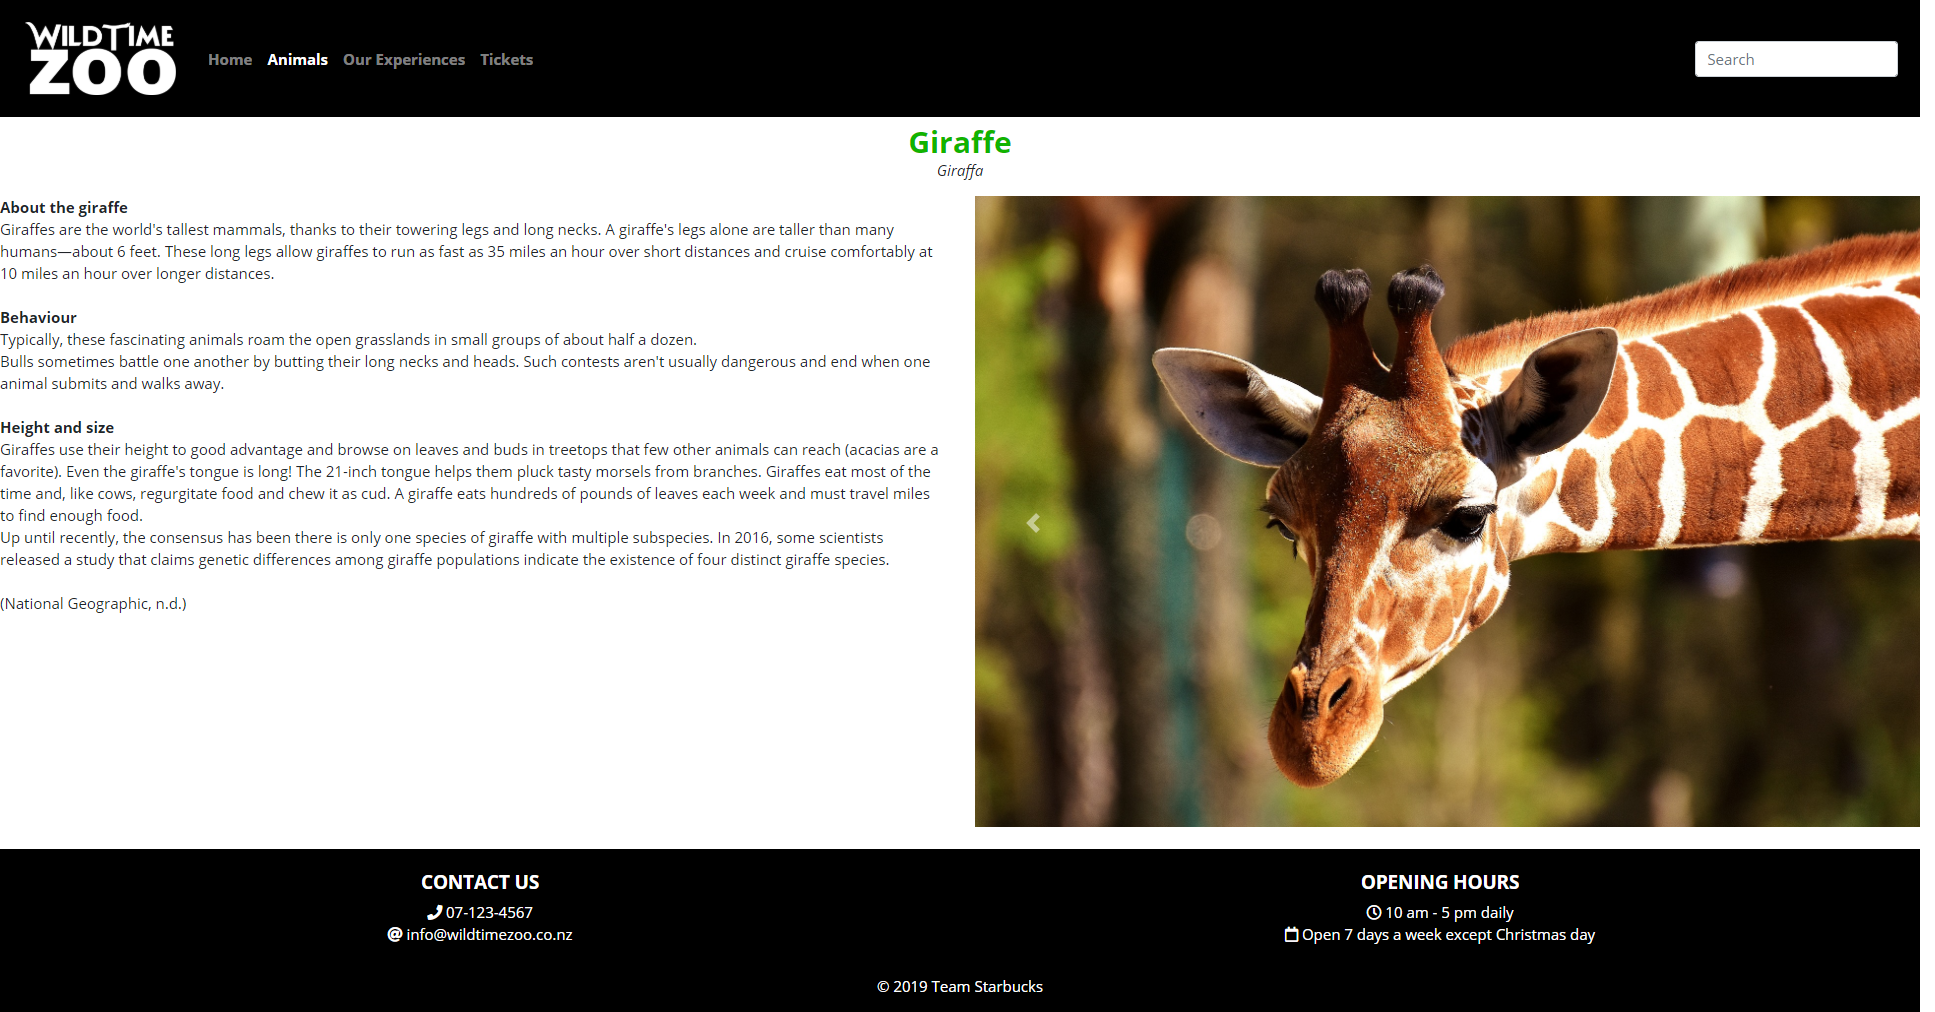 WILDTIME
ZOO
Home Animals Our Experiences Tickets
Search
Giraffe
Giraffa
About the giraffe
Giraffes are the world's tallest mammals, thanks to their towering legs and long necks. A giraffe's legs alone are taller than many
humans—about 6 feet. These long legs allow giraffes to run as fast as 35 miles an hour over short distances and cruise comfortably at
10 miles an hour over longer distances.
Behaviour
Typically, these fascinating animals roam the open grasslands in small groups of about half a dozen.
Bulls sometimes battle one another by butting their long necks and heads. Such contests aren't usually dangerous and end when one
animal submits and walks away.
Height and size
Giraffes use their height to good advantage and browse on leaves and buds in treetops that few other animals can reach (acacias are a
favorite). Even the giraffe's tongue is long! The 21-inch tongue helps them pluck tasty morsels from branches. Giraffes eat most of the
time and, like cows, regurgitate food and chew it as cud. A giraffe eats hundreds of pounds of leaves each week and must travel miles
to find enough food.
Up until recently, the consensus has been there is only one species of giraffe with multiple subspecies. In 2016, some scientists
released a study that claims genetic differences among giraffe populations indicate the existence of four distinct giraffe species.
(National Geographic, n.d.)
CONTACT US
07-123-4567
info@wildtimezoo.co.nz
OPENING HOURS
10 am - 5 pm daily
Open 7 days a week except Christmas day
© 2019 Team Starbucks